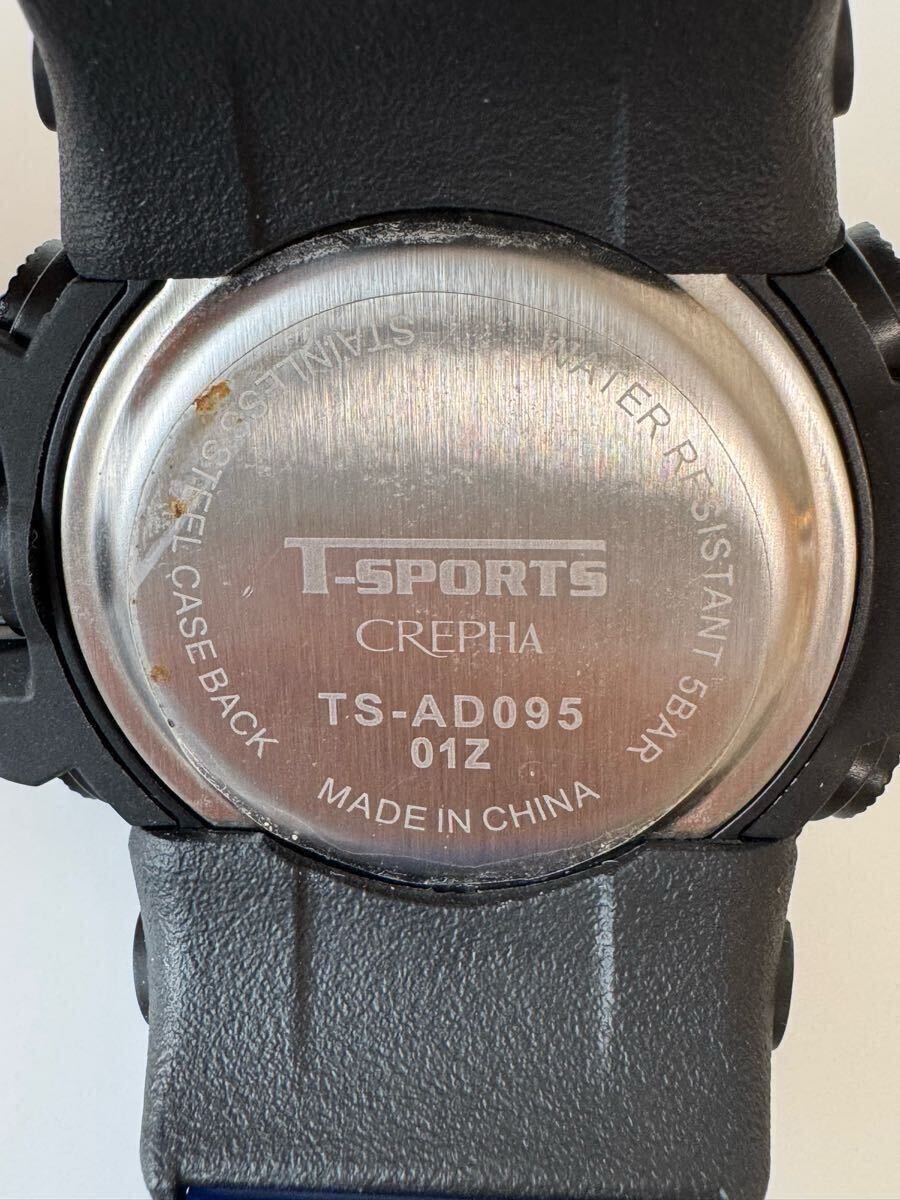 WATER RESISTANT 5BAR
STAINLESS STEEL CASE BACK
T-SPORTS
CREPHA
TS-AD095
01Z
MADE IN CHINA